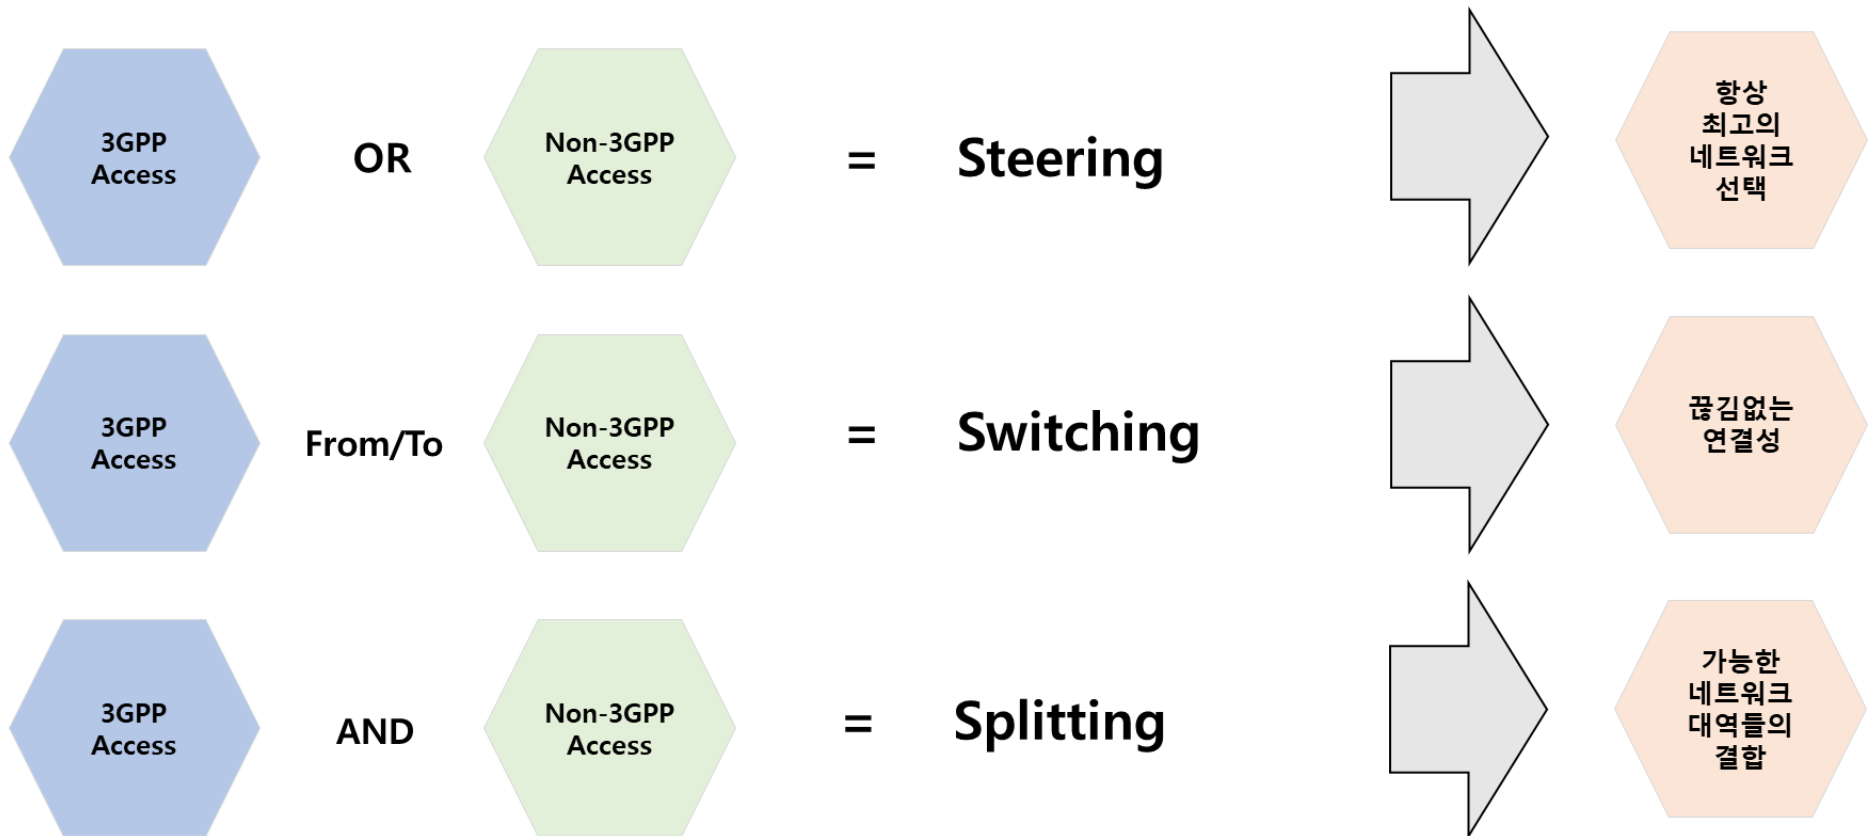 3GPP
Access
OR
Non-3GPP
Access
=
Steering
항상
최고의
네트워크
선택
3GPP
Access
From/To
Non-3GPP
Access
=
Switching
끊김없는
연결성
3GPP
Access
AND
Non-3GPP
Access
=
Splitting
가능한
네트워크
대역들의
결합